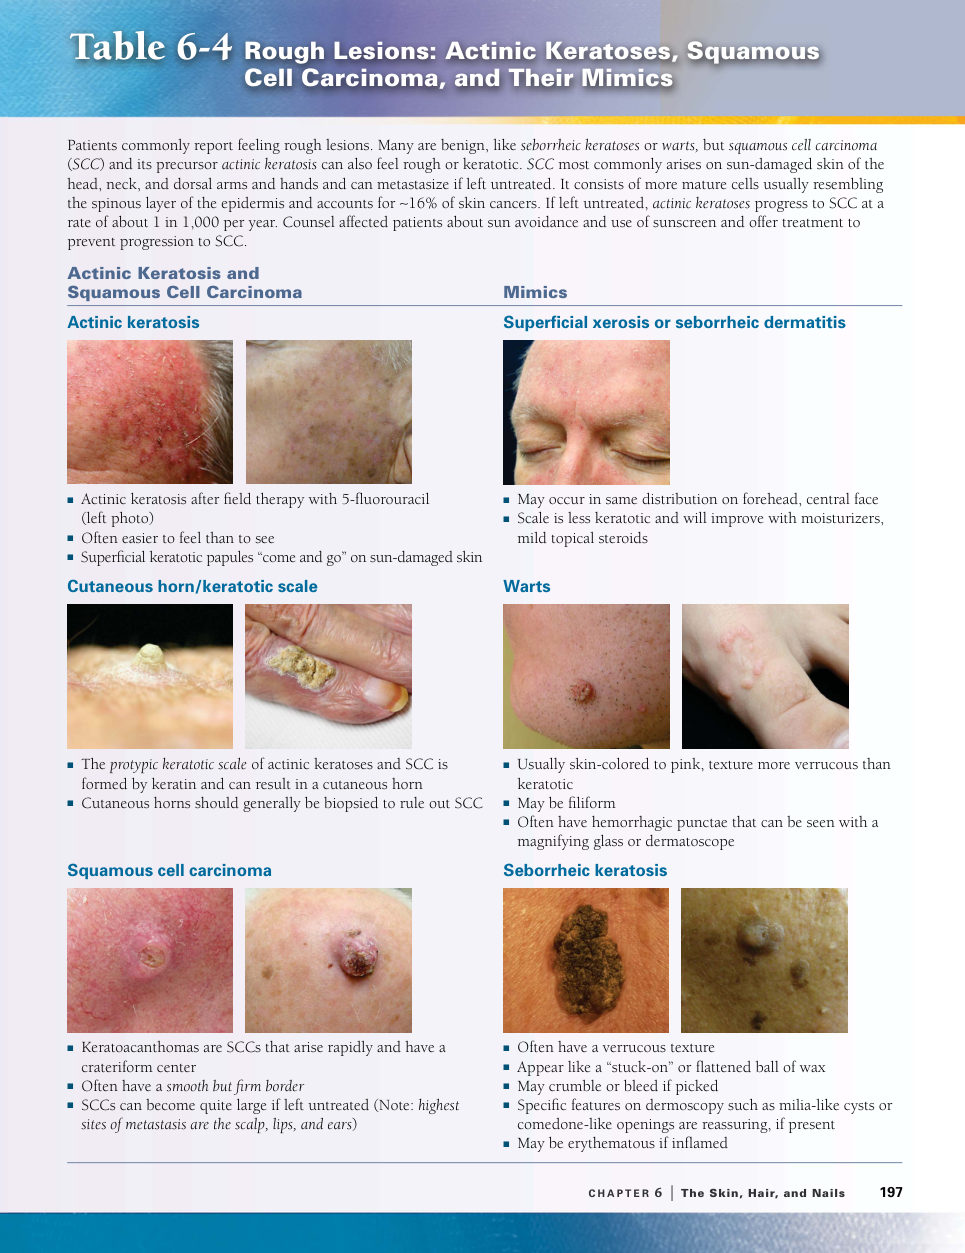 Table 6-4 Rough Lesions: Actinic Keratoses, Squamous
Cell Carcinoma, and Their Mimics
Patients commonly report feeling rough lesions. Many are benign, like seborrheic keratoses or warts, but squamous cell carcinoma
(SCC) and its precursor actinic keratosis can also feel rough or keratotic. SCC most commonly arises on sun-damaged skin of the
head, neck, and dorsal arms and hands and can metastasize if left untreated. It consists of more mature cells usually resembling
the spinous layer of the epidermis and accounts for ~16% of skin cancers. If left untreated, actinic keratoses progress to SCC at a
rate of about 1 in 1,000 per year. Counsel affected patients about sun avoidance and use of sunscreen and offer treatment to
prevent progression to SCC.
Actinic Keratosis and
Squamous Cell Carcinoma
Actinic keratosis
■ Actinic keratosis after field therapy with 5-fluorouracil
(left photo)
■ Often easier to feel than to see
■ Superficial keratotic papules “come and go” on sun-damaged skin
Cutaneous horn/keratotic scale
■ The protypic keratotic scale of actinic keratoses and SCC is
formed by keratin and can result in a cutaneous horn
■ Cutaneous horns should generally be biopsied to rule out SCC
Squamous cell carcinoma
■ Keratoacanthomas are SCCs that arise rapidly and have a
crateriform center
■ Often have a smooth but firm border
■ SCCs can become quite large if left untreated (Note: highest
sites of metastasis are the scalp, lips, and ears)
Mimics
Superficial xerosis or seborrheic dermatitis
■ May occur in same distribution on forehead, central face
■ Scale is less keratotic and will improve with moisturizers,
mild topical steroids
Warts
■ Usually skin-colored to pink, texture more verrucous than
keratotic
■ May be filiform
■ Often have hemorrhagic punctae that can be seen with a
magnifying glass or dermatoscope
Seborrheic keratosis
■ Often have a verrucous texture
■ Appear like a “stuck-on” or flattened ball of wax
■ May crumble or bleed if picked
■ Specific features on dermoscopy such as milia-like cysts or
comedone-like openings are reassuring, if present
■ May be erythematous if inflamed
CHAPTER 6 | The Skin, Hair, and Nails 197